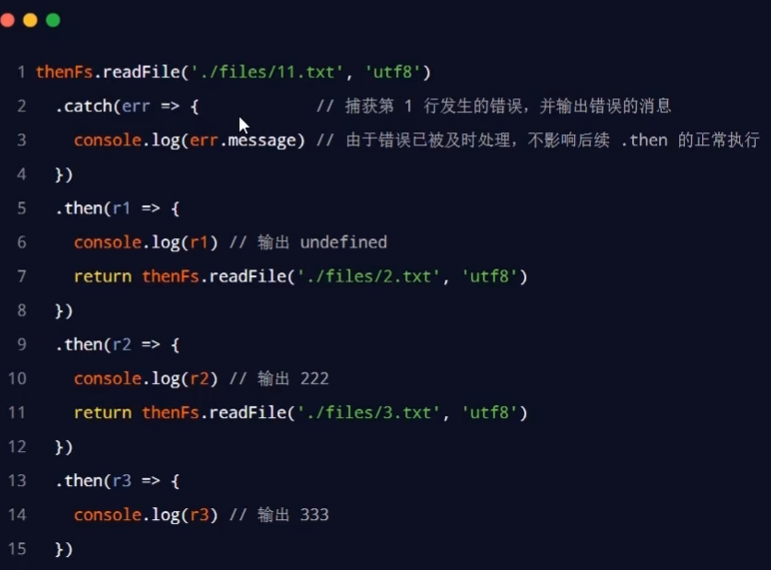 1 thenFs.readFile('./files/11.txt', 'utf8')
2   .catch(err => {            // 捕获第 1 行发生的错误，并输出错误的消息
3     console.log(err.message) // 由于错误已被及时处理，不影响后续 .then 的正常执行
4   })
5   .then(r1 => {
6     console.log(r1) // 输出 undefined
7     return thenFs.readFile('./files/2.txt', 'utf8')
8   })
9   .then(r2 => {
10     console.log(r2) // 输出 222
11     return thenFs.readFile('./files/3.txt', 'utf8')
12   })
13   .then(r3 => {
14     console.log(r3) // 输出 333
15   })